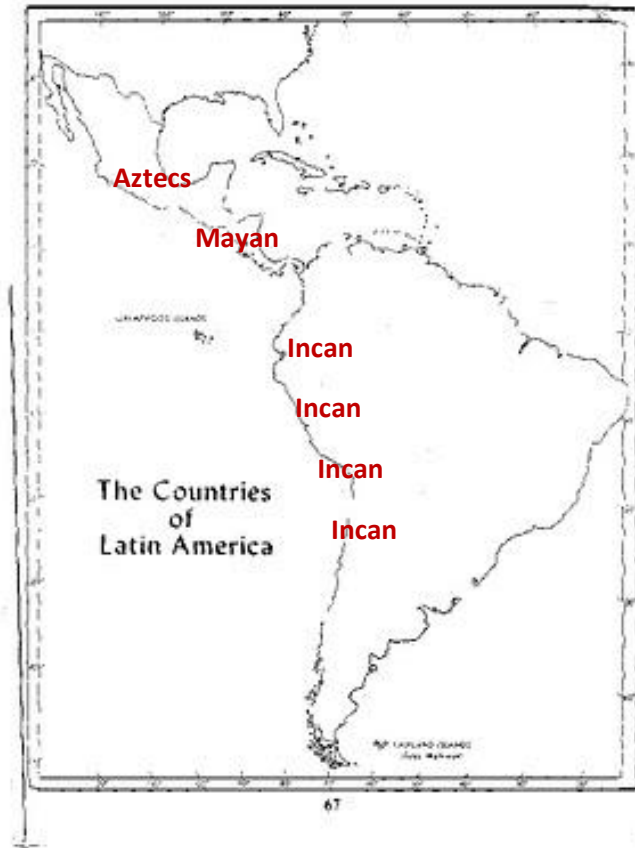 Aztecs
Mayan
Incan
Incan
Incan
The Countries
of
Latin America
Incan
67